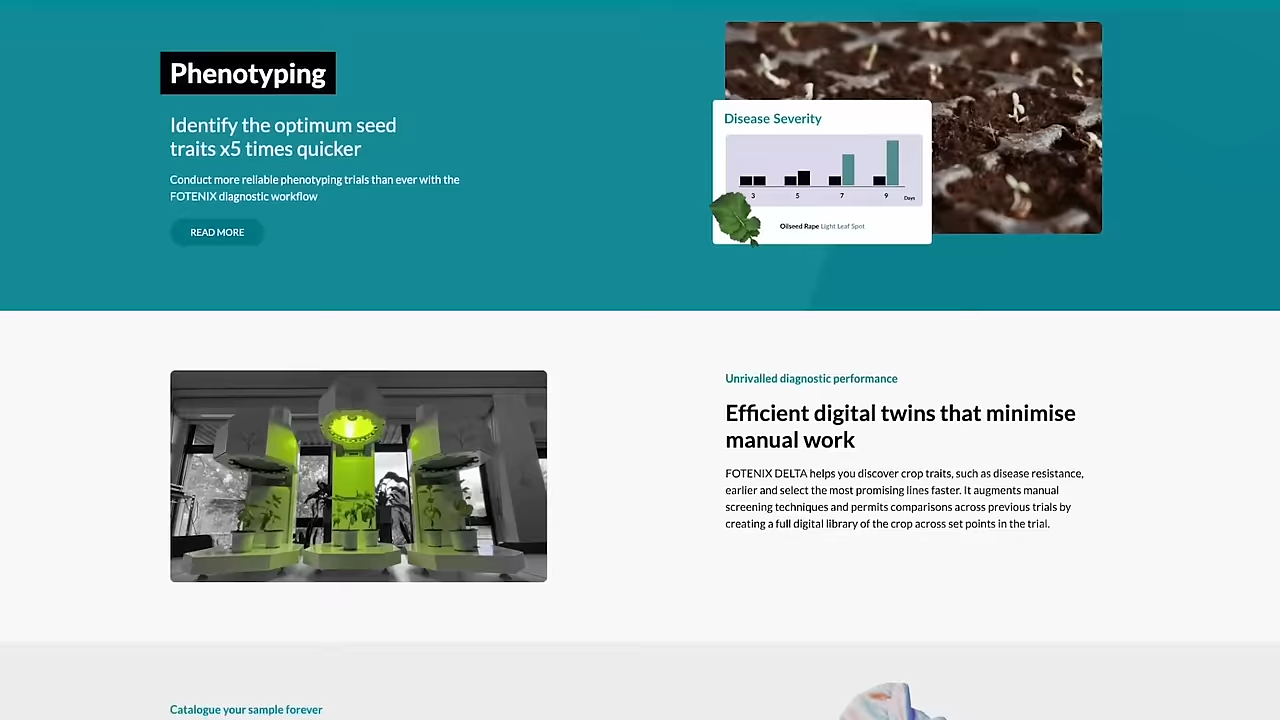 Phenotyping
Identify the optimum seed
traits x5 times quicker
Conduct more reliable phenotyping trials than ever with the
FOTENIX diagnostic workflow
READ MORE
Disease Severity
3 5 7 9 Days
Oilseed Rape Light Leaf Spot
Unrivalled diagnostic performance
Efficient digital twins that minimise
manual work
FOTENIX DELTA helps you discover crop traits, such as disease resistance,
earlier and select the most promising lines faster. It augments manual
screening techniques and permits comparisons across previous trials by
creating a full digital library of the crop across set points in the trial.
Catalogue your sample forever